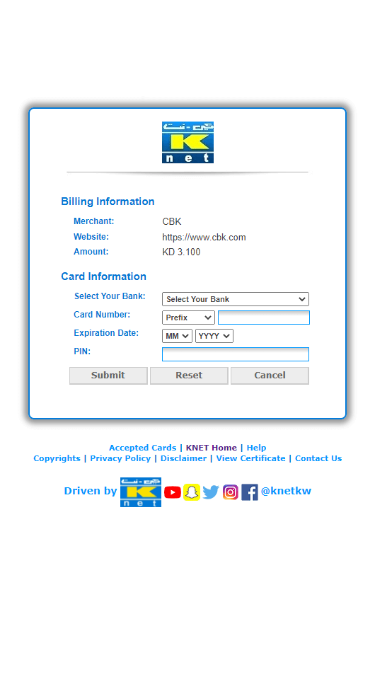 كي-نت
K
net
Billing Information
Merchant: CBK
Website: https://www.cbk.com
Amount: KD 3.100
Card Information
Select Your Bank: Select Your Bank
Card Number: Prefix
Expiration Date: MM YYYY
PIN:
Submit Reset Cancel
Accepted Cards | KNET Home | Help
Copyrights | Privacy Policy | Disclaimer | View Certificate | Contact Us
Driven by كي-نت K net @knetkw